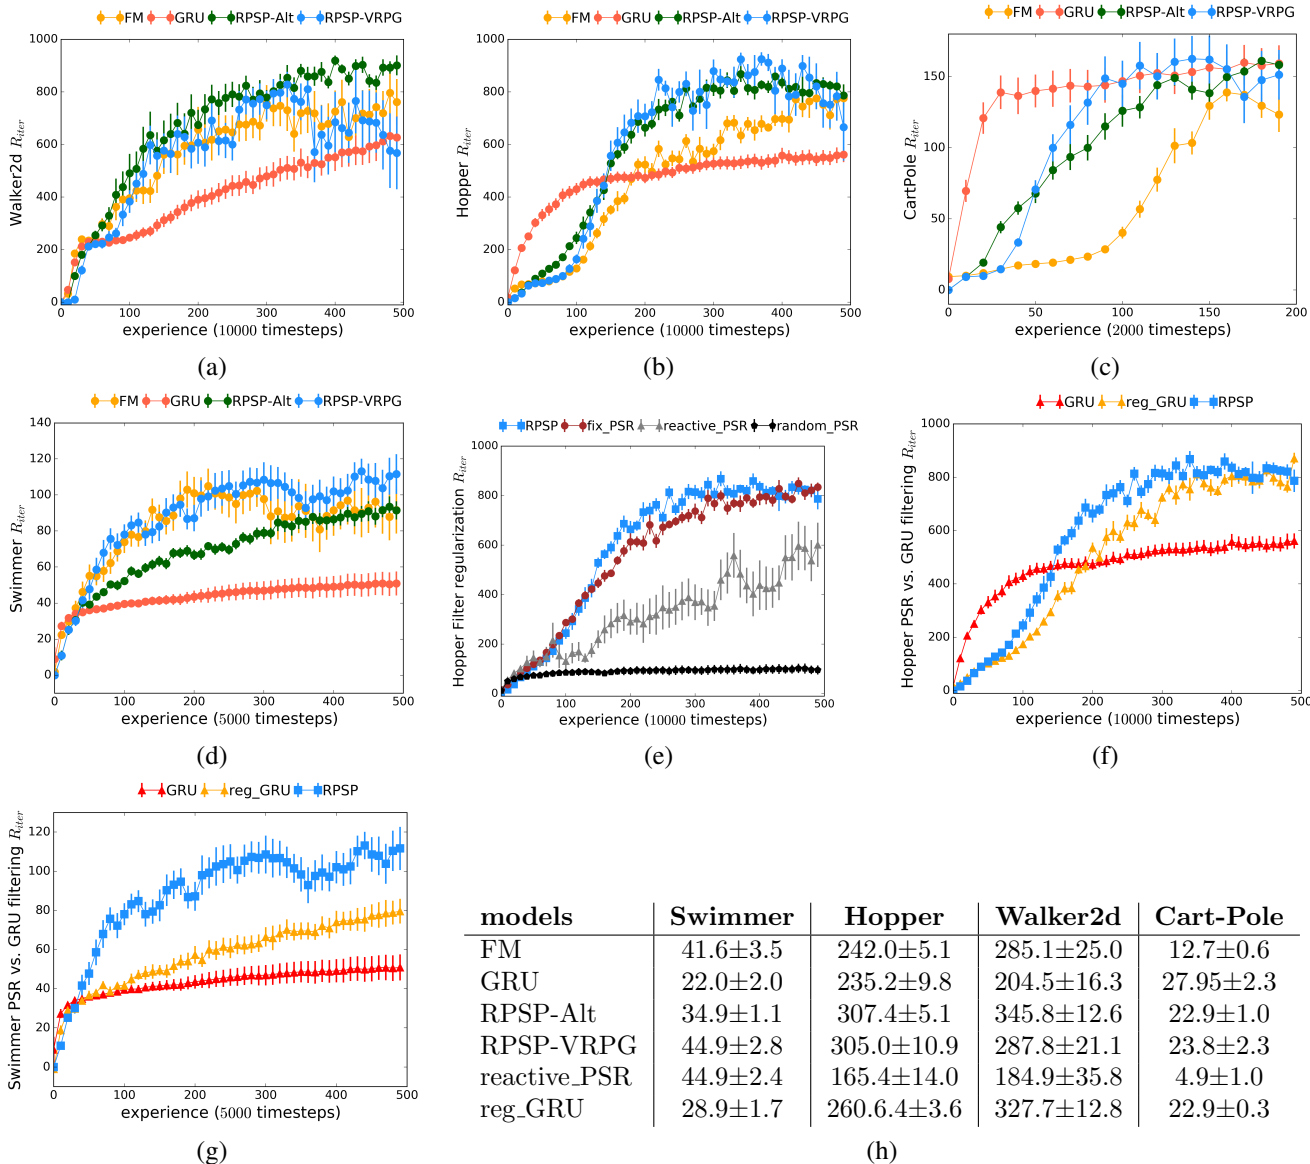 FM GRU RPSP-Alt RPSP-VRPG
Walker2d R_iter
1000
800
600
400
200
0
0 100 200 300 400 500
experience (10000 timesteps)
(a)
FM GRU RPSP-Alt RPSP-VRPG
Hopper R_iter
1000
800
600
400
200
0
0 100 200 300 400 500
experience (10000 timesteps)
(b)
FM GRU RPSP-Alt RPSP-VRPG
CartPole R_iter
150
100
50
0
0 50 100 150 200
experience (2000 timesteps)
(c)
FM GRU RPSP-Alt RPSP-VRPG
Swimmer R_iter
140
120
100
80
60
40
20
0
0 100 200 300 400 500
experience (5000 timesteps)
(d)
RPSP fix_PSR reactive_PSR random_PSR
Hopper Filter regularization R_iter
1000
800
600
400
200
0
0 100 200 300 400 500
experience (10000 timesteps)
(e)
GRU reg_GRU RPSP
Hopper PSR vs. GRU filtering R_iter
1000
800
600
400
200
0
0 100 200 300 400 500
experience (10000 timesteps)
(f)
GRU reg_GRU RPSP
Swimmer PSR vs. GRU filtering R_iter
120
100
80
60
40
20
0
0 100 200 300 400 500
experience (5000 timesteps)
(g)
models Swimmer Hopper Walker2d Cart-Pole
FM 41.6±3.5 242.0±5.1 285.1±25.0 12.7±0.6
GRU 22.0±2.0 235.2±9.8 204.5±16.3 27.95±2.3
RPSP-Alt 34.9±1.1 307.4±5.1 345.8±12.6 22.9±1.0
RPSP-VRPG 44.9±2.8 305.0±10.9 287.8±21.1 23.8±2.3
reactive_PSR 44.9±2.4 165.4±14.0 184.9±35.8 4.9±1.0
reg_GRU 28.9±1.7 260.6.4±3.6 327.7±12.8 22.9±0.3
(h)